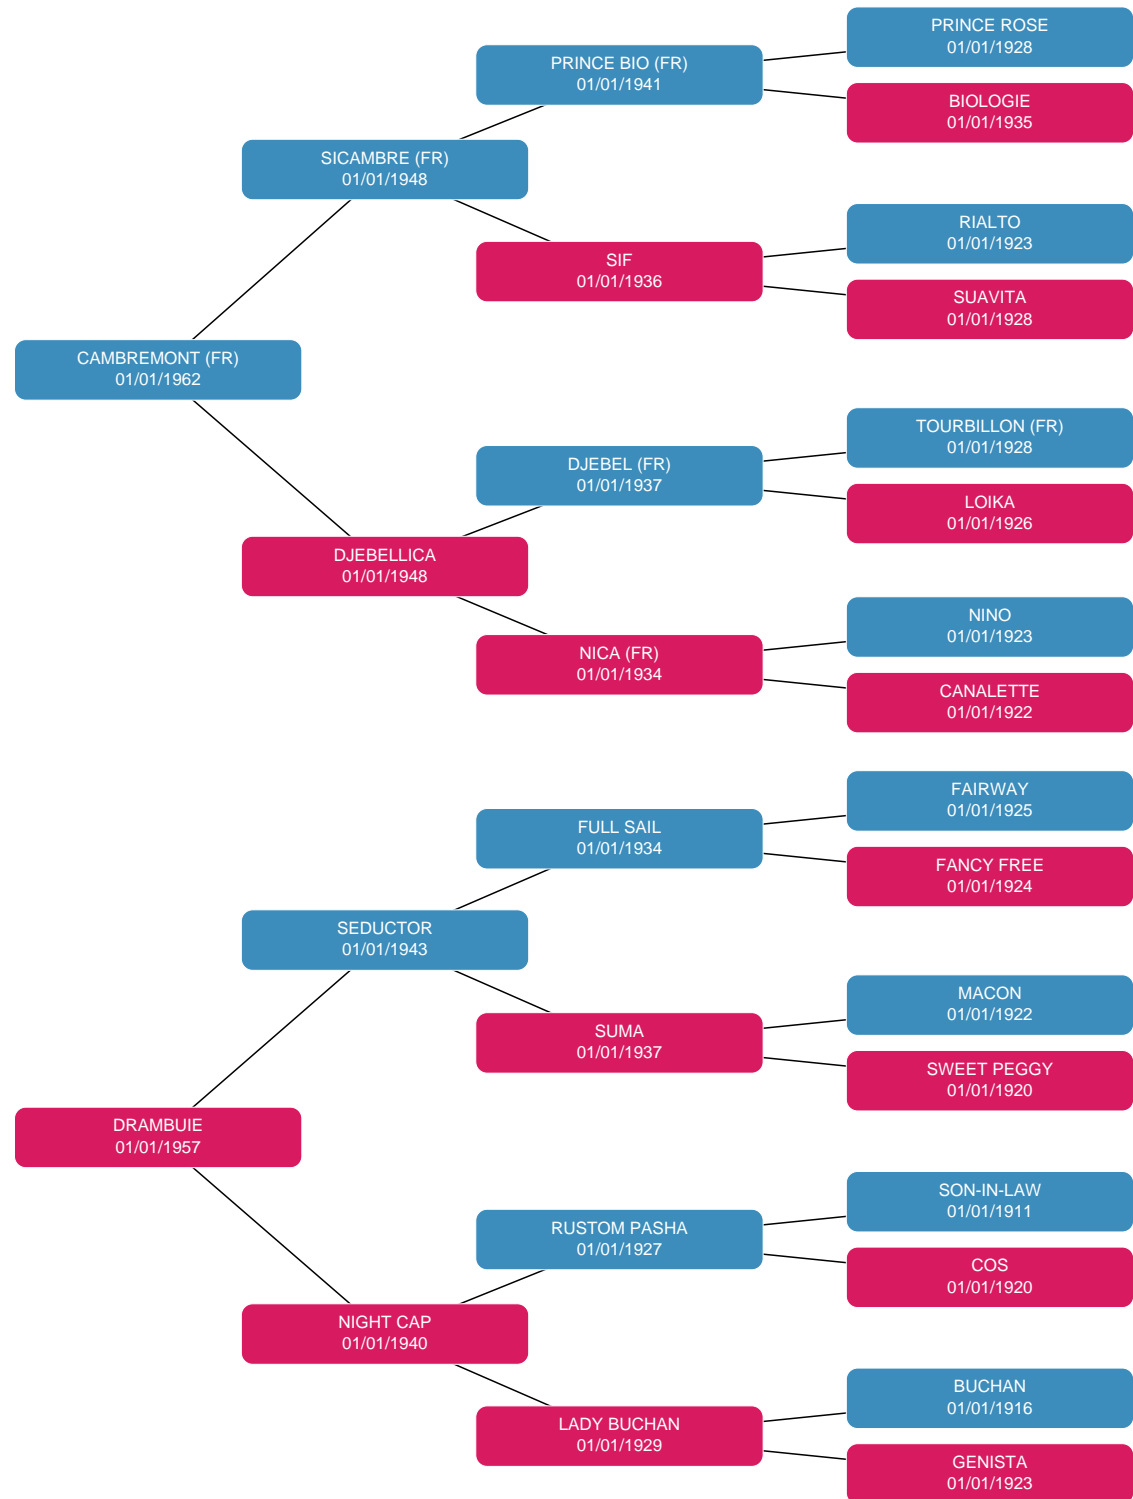 PRINCE ROSE
01/01/1928
PRINCE BIO (FR)
01/01/1941
BIOLOGIE
01/01/1935
SICAMBRE (FR)
01/01/1948
RIALTO
01/01/1923
SIF
01/01/1936
SUAVITA
01/01/1928
CAMBREMONT (FR)
01/01/1962
TOURBILLON (FR)
01/01/1928
DJEBEL (FR)
01/01/1937
LOIKA
01/01/1926
DJEBELLICA
01/01/1948
NINO
01/01/1923
NICA (FR)
01/01/1934
CANALETTE
01/01/1922
FAIRWAY
01/01/1925
FULL SAIL
01/01/1934
FANCY FREE
01/01/1924
SEDUCTOR
01/01/1943
MACON
01/01/1922
SUMA
01/01/1937
SWEET PEGGY
01/01/1920
DRAMBUIE
01/01/1957
SON-IN-LAW
01/01/1911
RUSTOM PASHA
01/01/1927
COS
01/01/1920
NIGHT CAP
01/01/1940
BUCHAN
01/01/1916
LADY BUCHAN
01/01/1929
GENISTA
01/01/1923